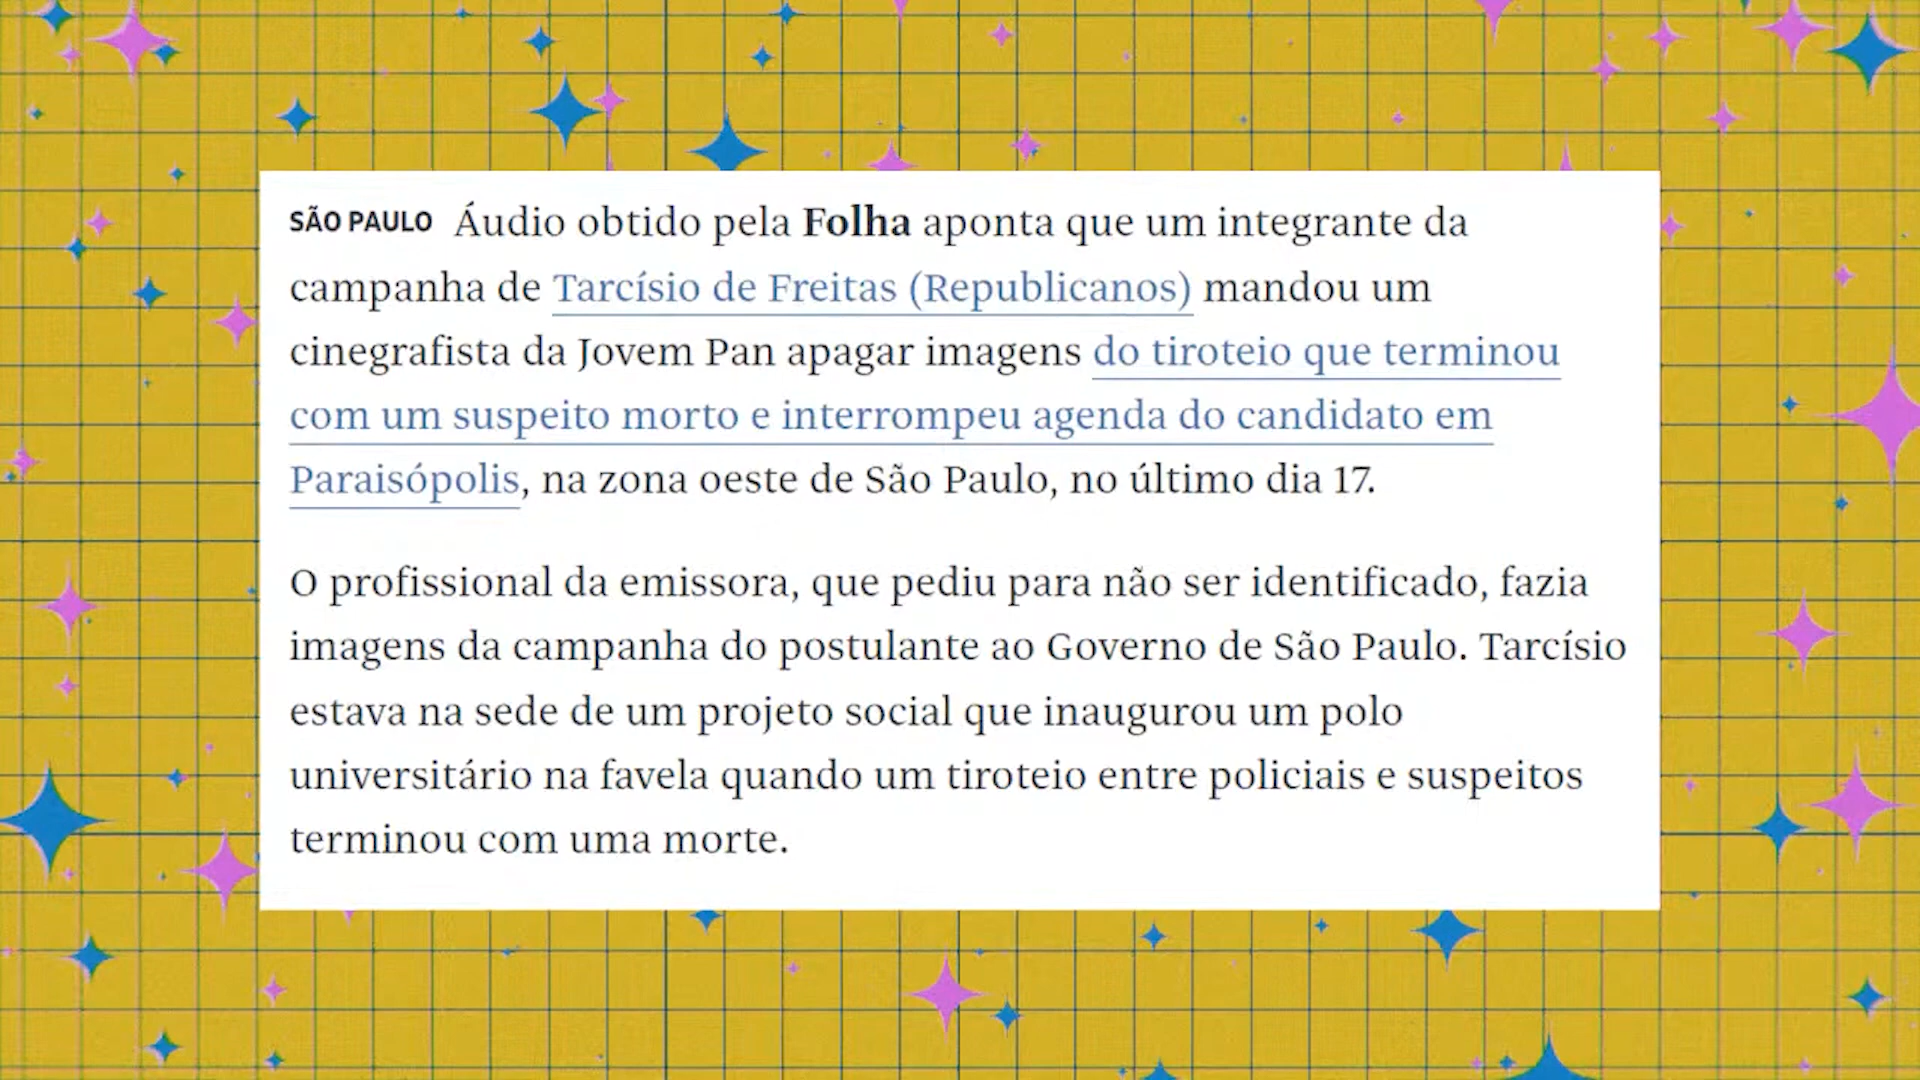 SÃO PAULO Áudio obtido pela Folha aponta que um integrante da
campanha de Tarcísio de Freitas (Republicanos) mandou um
cinegrafista da Jovem Pan apagar imagens do tiroteio que terminou
com um suspeito morto e interrompeu agenda do candidato em
Paraisópolis, na zona oeste de São Paulo, no último dia 17.
O profissional da emissora, que pediu para não ser identificado, fazia
imagens da campanha do postulante ao Governo de São Paulo. Tarcísio
estava na sede de um projeto social que inaugurou um polo
universitário na favela quando um tiroteio entre policiais e suspeitos
terminou com uma morte.